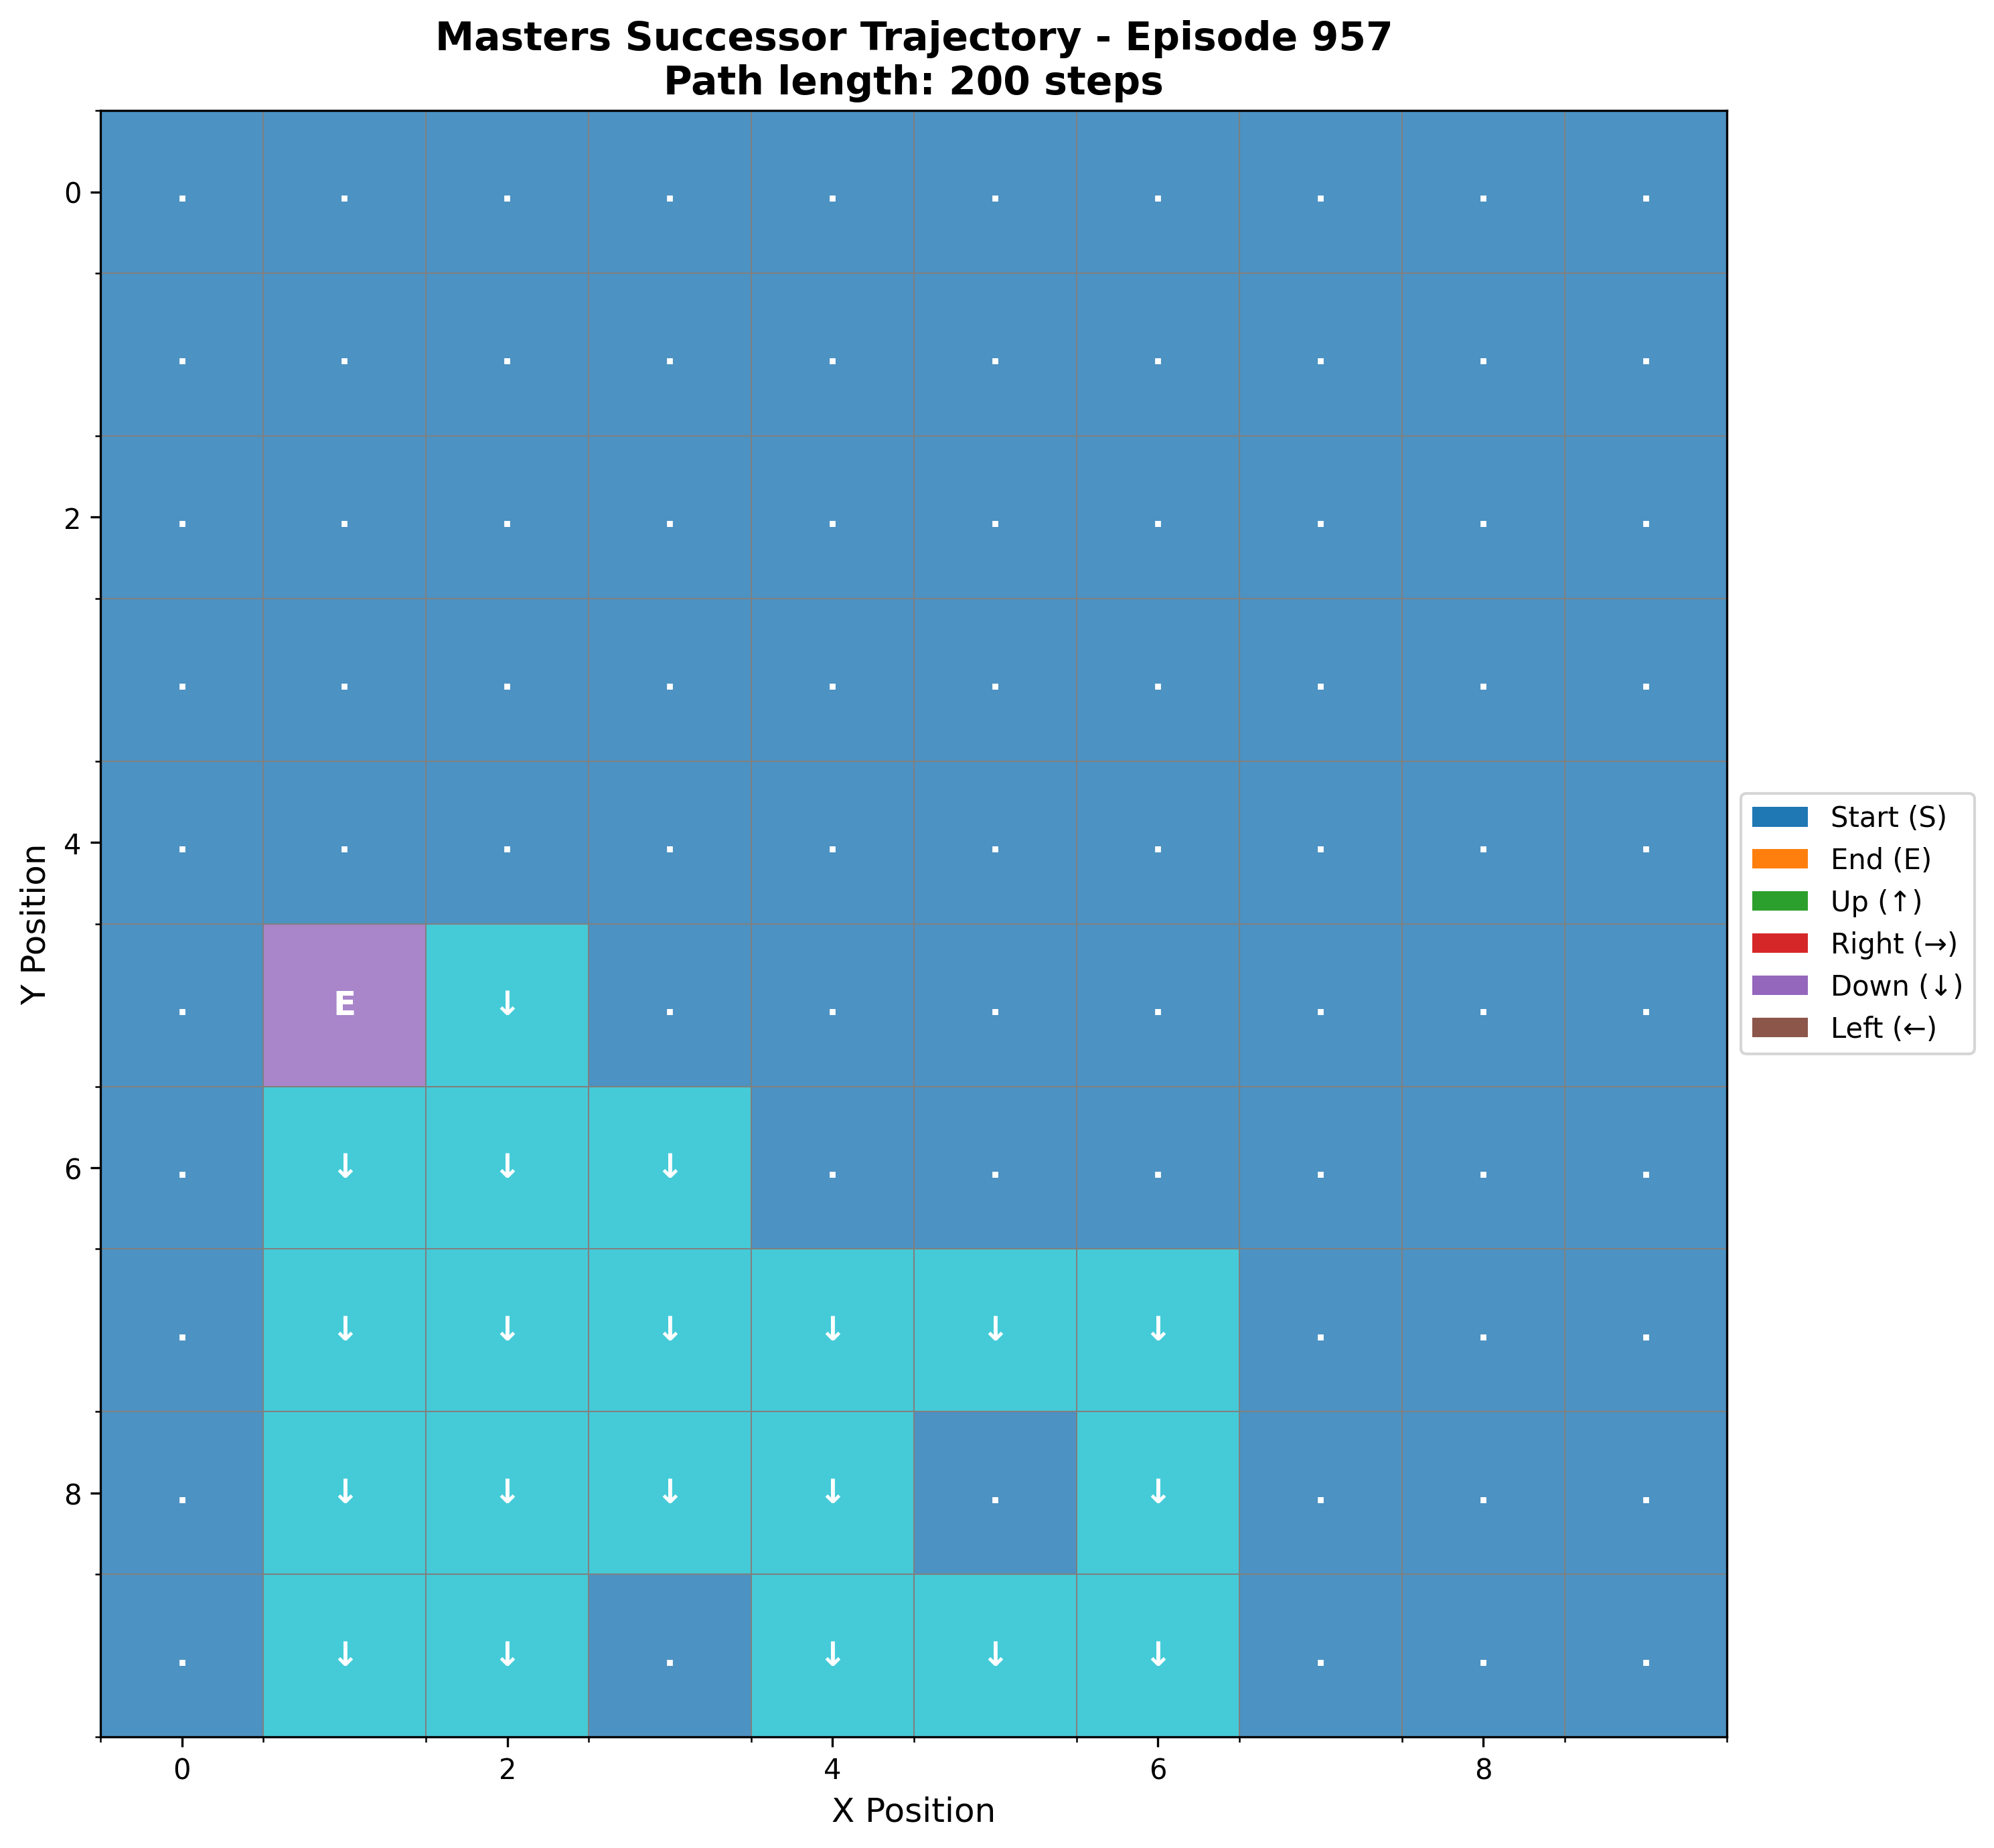 Masters Successor Trajectory - Episode 957
Path length: 200 steps
0 . . . . . . . . . .
. . . . . . . . . .
2 . . . . . . . . . .
. . . . . . . . . .
4 . . . . . . . . . .
. E ↓ . . . . . . .
6 . ↓ ↓ ↓ . . . . . .
. ↓ ↓ ↓ ↓ ↓ ↓ . . .
8 . ↓ ↓ ↓ ↓ . ↓ . . .
. ↓ ↓ . ↓ ↓ ↓ . . .
0 2 4 6 8
X Position
Y Position
Start (S)
End (E)
Up (↑)
Right (→)
Down (↓)
Left (←)